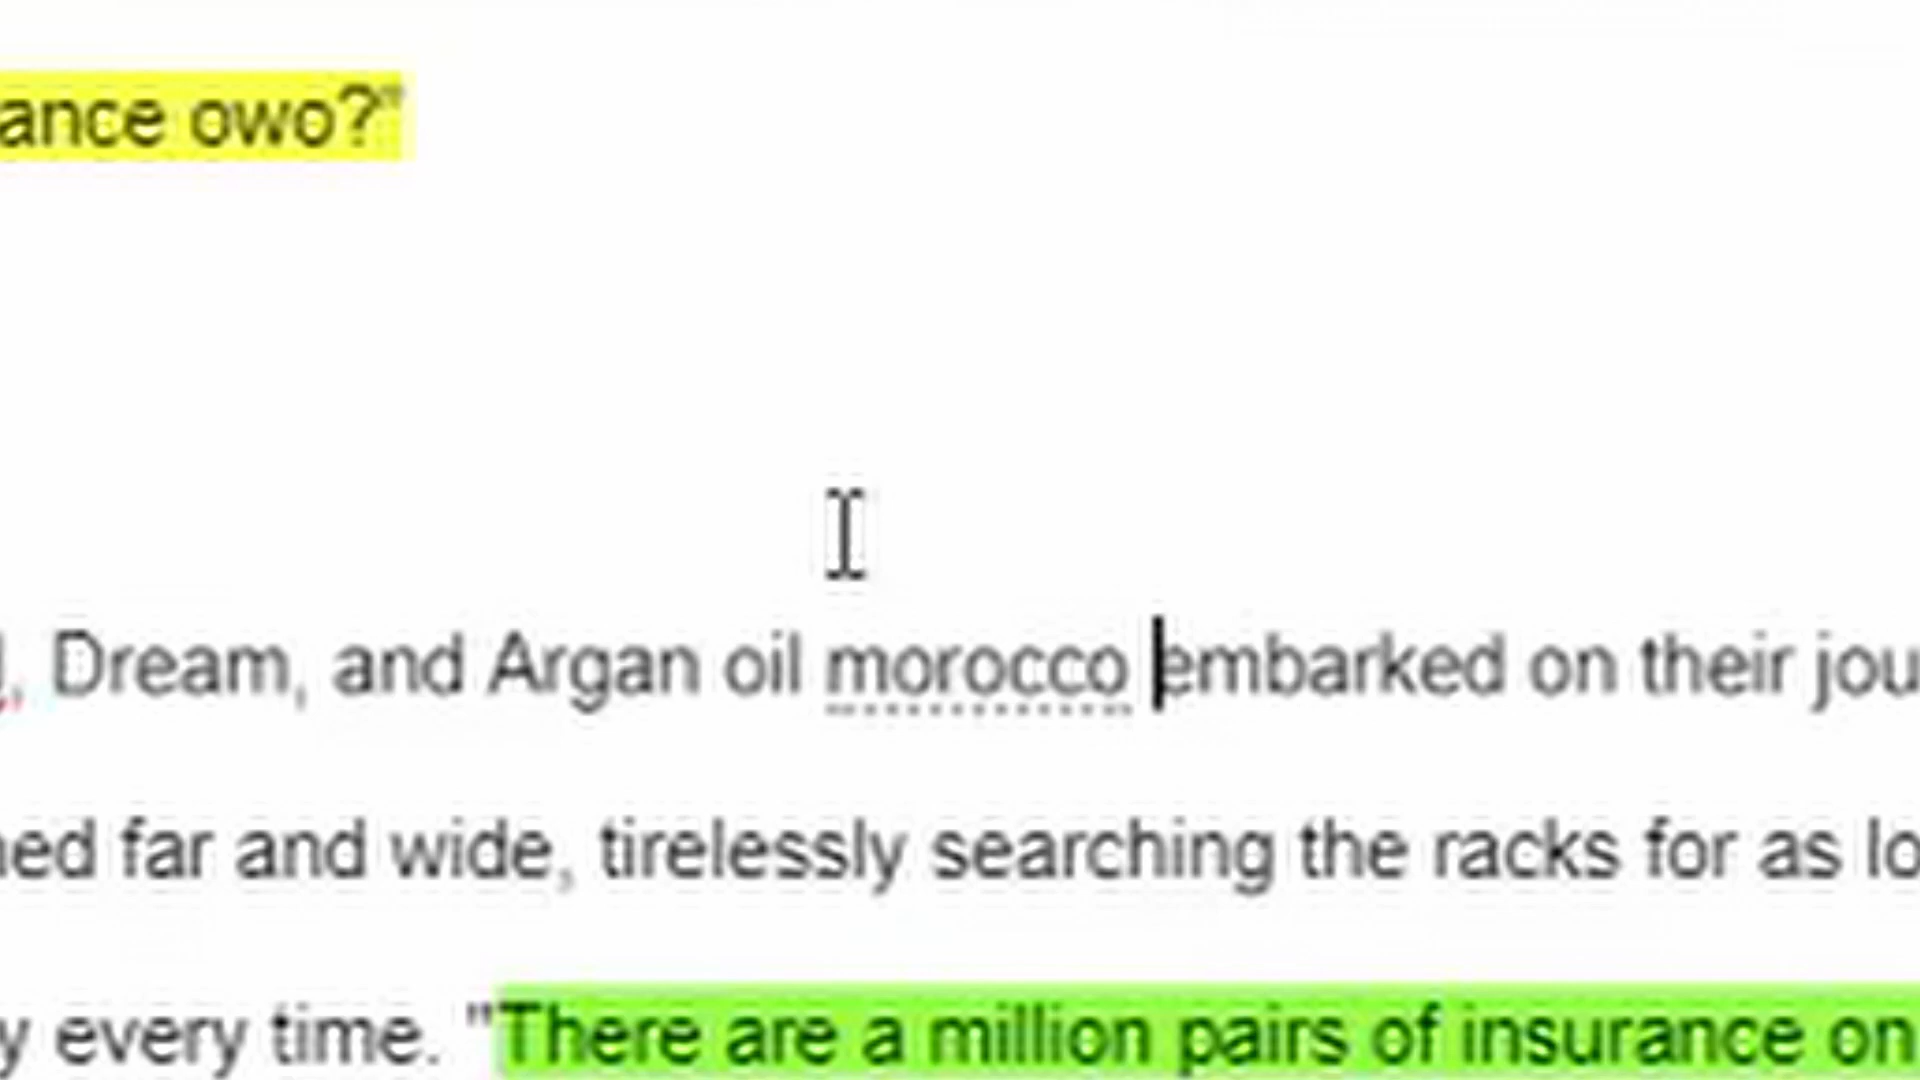 ance owo?"
, Dream, and Argan oil morocco embarked on their jou
ned far and wide, tirelessly searching the racks for as lo
y every time. "There are a million pairs of insurance on